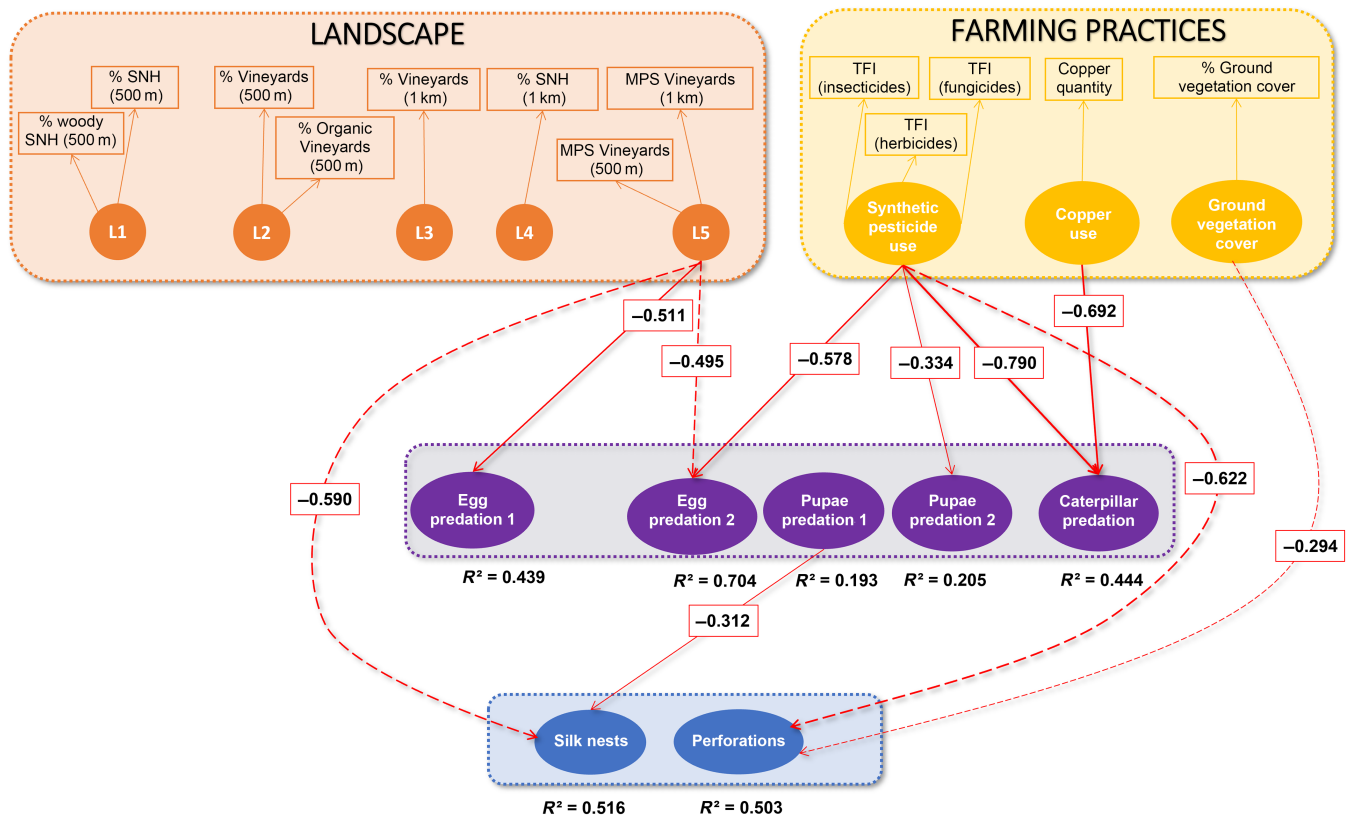 LANDSCAPE
% SNH
(500 m)
% woody
SNH (500 m)
% Vineyards
(500 m)
% Organic
Vineyards
(500 m)
% Vineyards
(1 km)
% SNH
(1 km)
MPS Vineyards
(1 km)
MPS Vineyards
(500 m)
L1
L2
L3
L4
L5
FARMING PRACTICES
TFI
(insecticides)
TFI
(herbicides)
TFI
(fungicides)
Copper
quantity
% Ground
vegetation cover
Synthetic
pesticide
use
Copper
use
Ground
vegetation
cover
–0.511
–0.495
–0.578
–0.334
–0.790
–0.692
–0.590
–0.622
–0.294
Egg
predation 1
Egg
predation 2
Pupae
predation 1
Pupae
predation 2
Caterpillar
predation
R² = 0.439
R² = 0.704
R² = 0.193
R² = 0.205
R² = 0.444
–0.312
Silk nests
Perforations
R² = 0.516
R² = 0.503